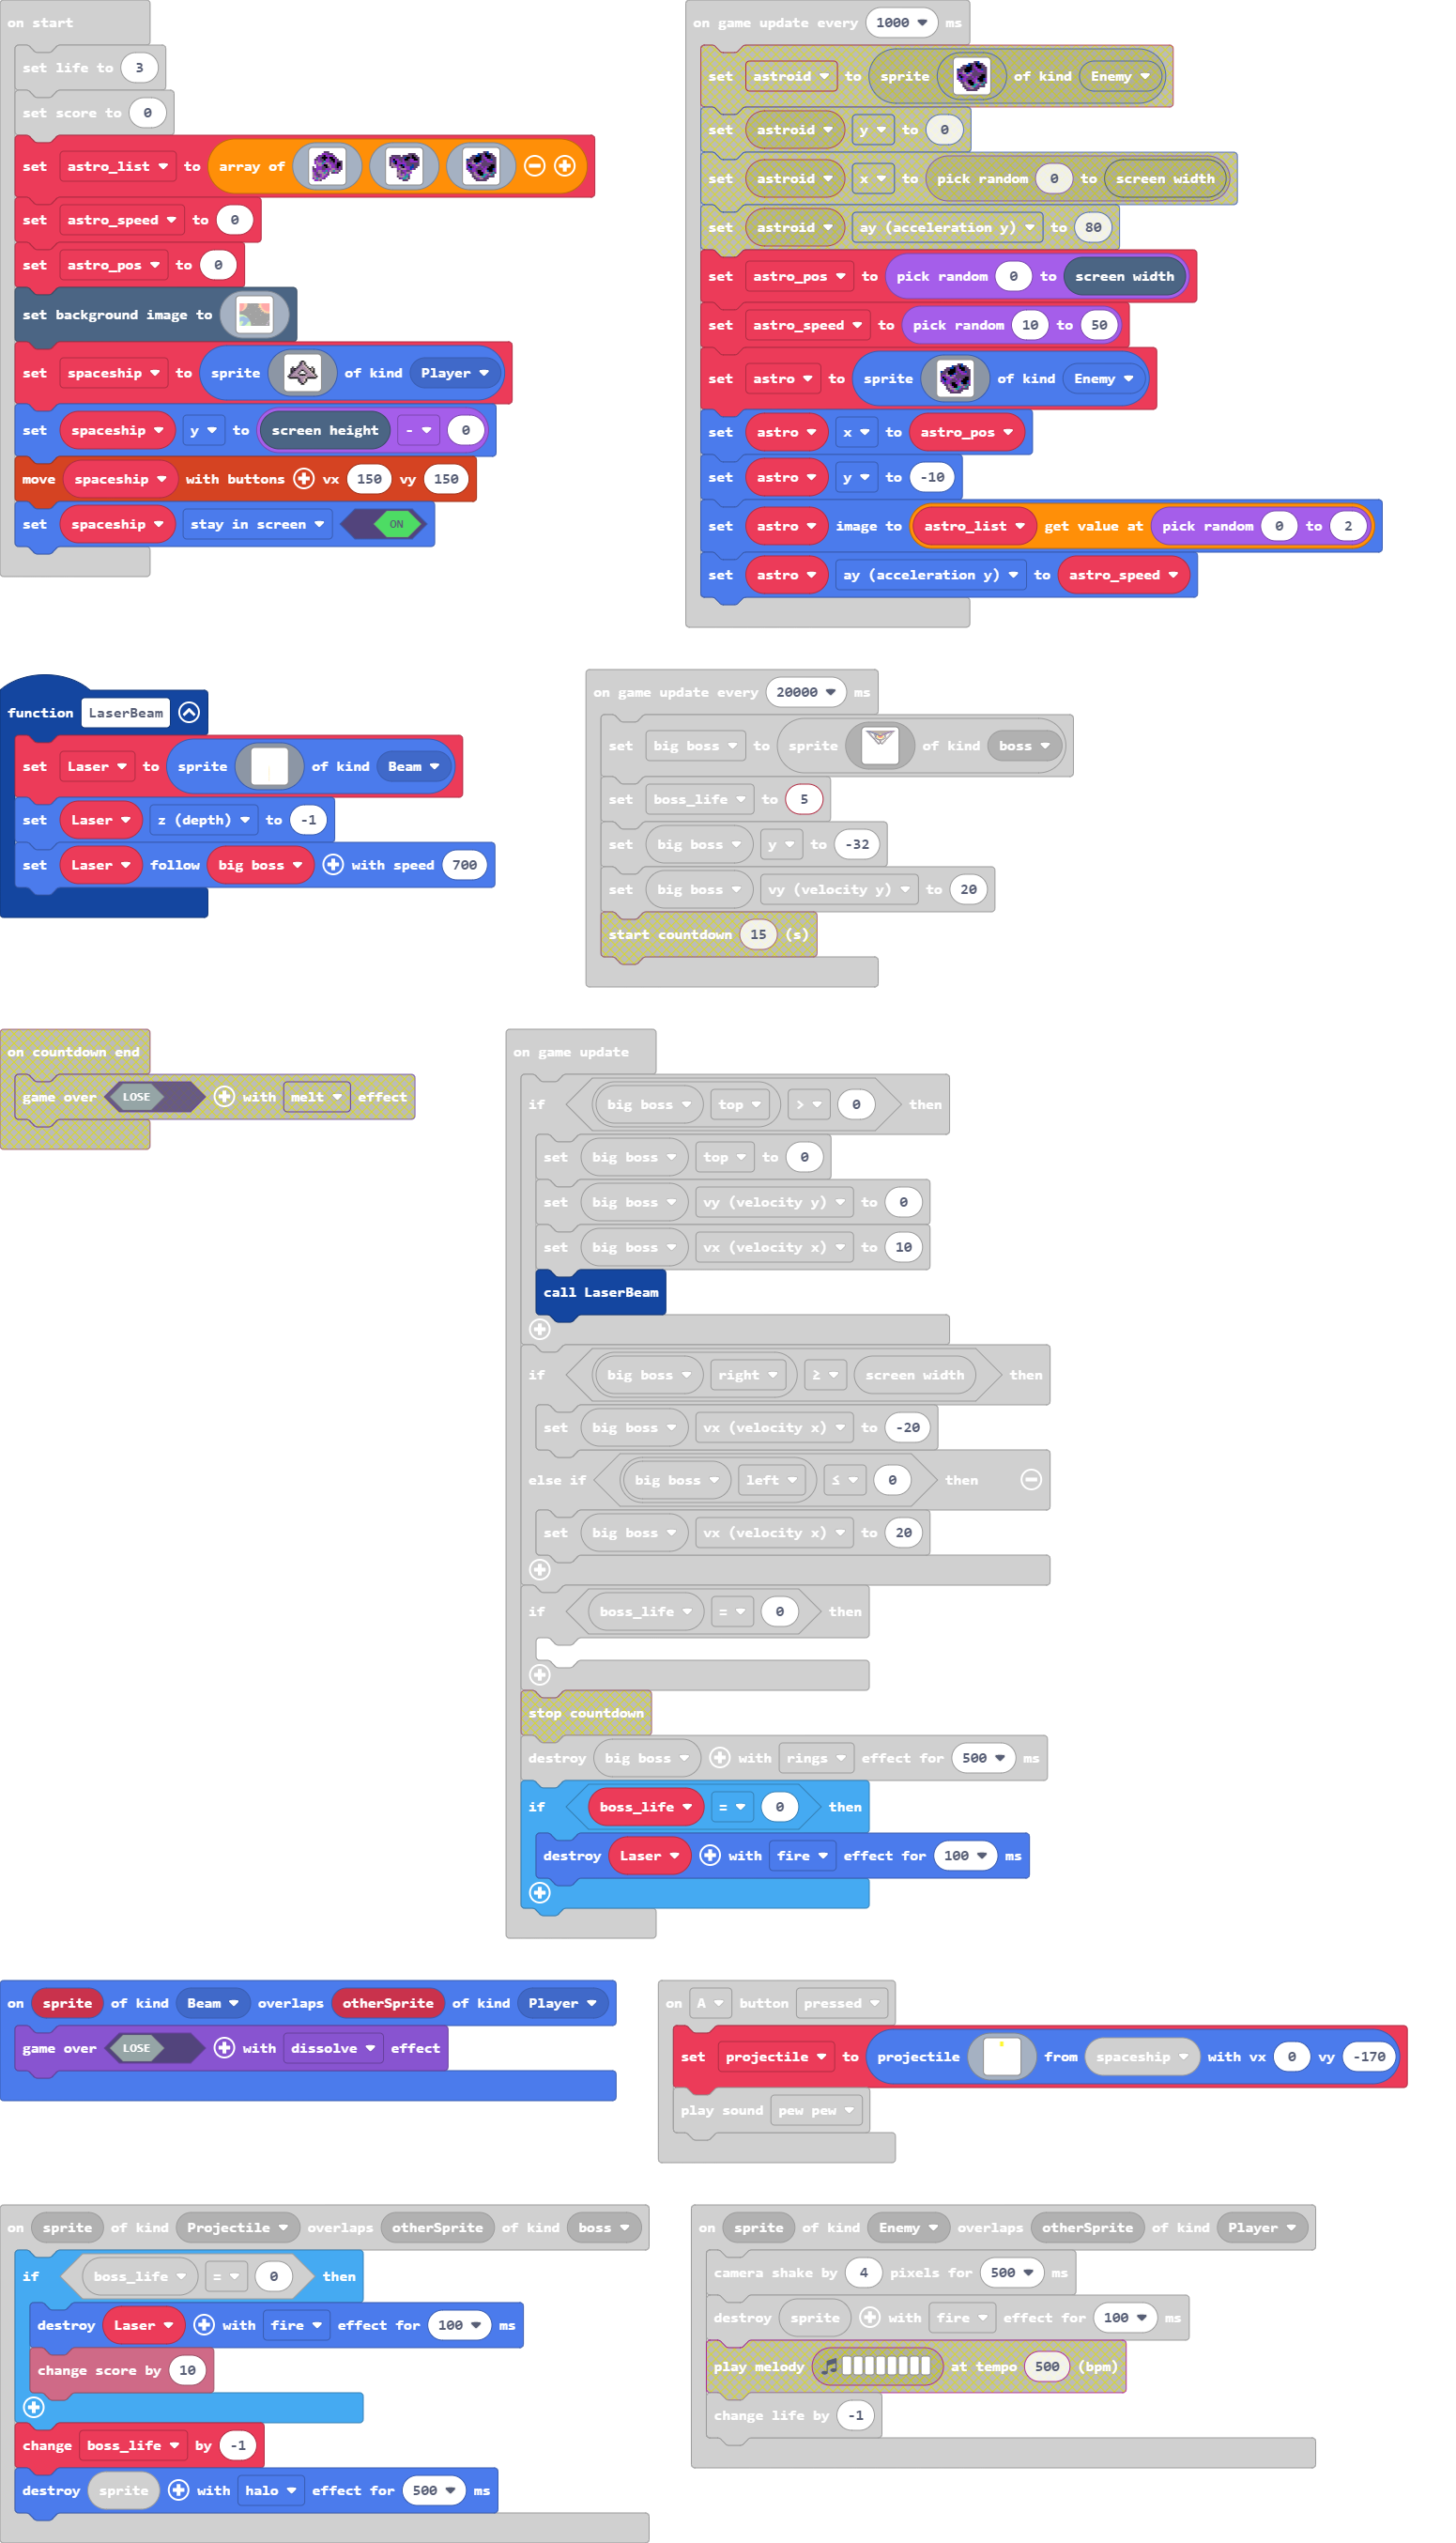 on start
set life to 3
set score to 0
set astro_list to array of
set astro_speed to 0
set astro_pos to 0
set background image to
set spaceship to sprite of kind Player
set spaceship y to screen height - 0
move spaceship with buttons vx 150 vy 150
set spaceship stay in screen ON
on game update every 1000 ms
set astroid to sprite of kind Enemy
set astroid y to 0
set astroid x to pick random 0 to screen width
set astroid ay (acceleration y) to 80
set astro_pos to pick random 0 to screen width
set astro_speed to pick random 10 to 50
set astro to sprite of kind Enemy
set astro x to astro_pos
set astro y to -10
set astro image to astro_list get value at pick random 0 to 2
set astro ay (acceleration y) to astro_speed
function LaserBeam
set Laser to sprite of kind Beam
set Laser z (depth) to -1
set Laser follow big boss with speed 700
on game update every 20000 ms
set big boss to sprite of kind boss
set boss_life to 5
set big boss y to -32
set big boss vy (velocity y) to 20
start countdown 15 (s)
on countdown end
game over LOSE with melt effect
on game update
if big boss top > 0 then
set big boss top to 0
set big boss vy (velocity y) to 0
set big boss vx (velocity x) to 10
call LaserBeam
if big boss right ≥ screen width then
set big boss vx (velocity x) to -20
else if big boss left ≤ 0 then
set big boss vx (velocity x) to 20
if boss_life = 0 then
stop countdown
destroy big boss with rings effect for 500 ms
if boss_life = 0 then
destroy Laser with fire effect for 100 ms
on sprite of kind Beam overlaps otherSprite of kind Player
game over LOSE with dissolve effect
on A button pressed
set projectile to projectile from spaceship with vx 0 vy -170
play sound pew pew
on sprite of kind Projectile overlaps otherSprite of kind boss
if boss_life = 0 then
destroy Laser with fire effect for 100 ms
change score by 10
change boss_life by -1
destroy sprite with halo effect for 500 ms
on sprite of kind Enemy overlaps otherSprite of kind Player
camera shake by 4 pixels for 500 ms
destroy sprite with fire effect for 100 ms
play melody at tempo 500 (bpm)
change life by -1